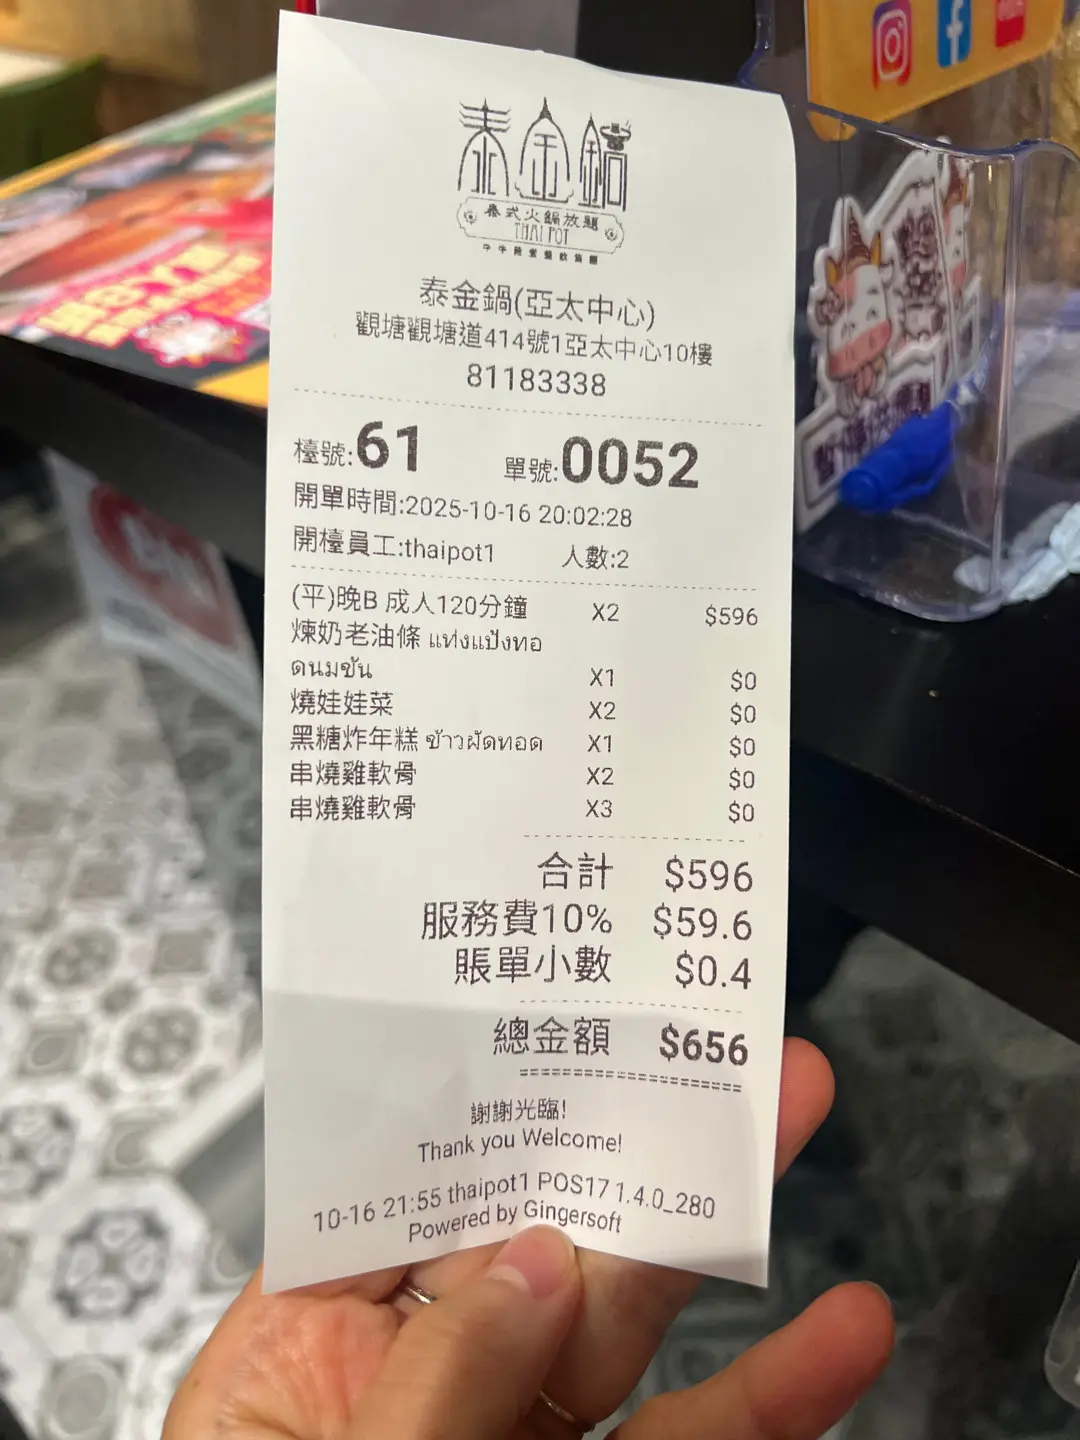 泰金鍋
泰式火鍋放題
THAI POT
泰金鍋(亞太中心)
觀塘觀塘道414號1亞太中心10樓
81183338
檯號:61 單號:0052
開單時間:2025-10-16 20:02:28
開檯員工:thaipot1 人數:2
(平)晚B 成人120分鐘 X2 $596
煉奶老油條 แท่งแป้งทอ
ดนมข้น X1 $0
燒娃娃菜 X2 $0
黑糖炸年糕 ข้าวผัดทอด X1 $0
串燒雞軟骨 X2 $0
串燒雞軟骨 X3 $0
合計 $596
服務費10% $59.6
賬單小數 $0.4
總金額 $656
======================
謝謝光臨!
Thank you Welcome!
10-16 21:55 thaipot1 POS17 1.4.0_280
Powered by Gingersoft